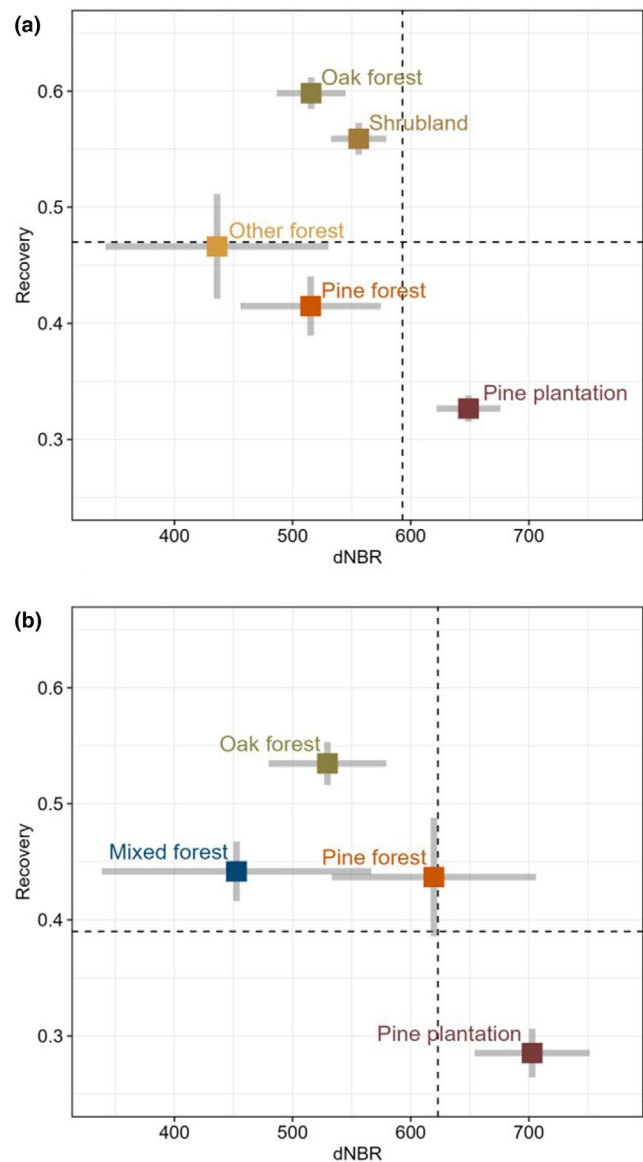 (a)
Oak forest
0.6
Shrubland
0.5
Other forest
Recovery
Pine forest
0.4
Pine plantation
0.3
400 500 600 700
dNBR
(b)
0.6
Oak forest
0.5
Mixed forest
Pine forest
Recovery
0.4
Pine plantation
0.3
400 500 600 700
dNBR